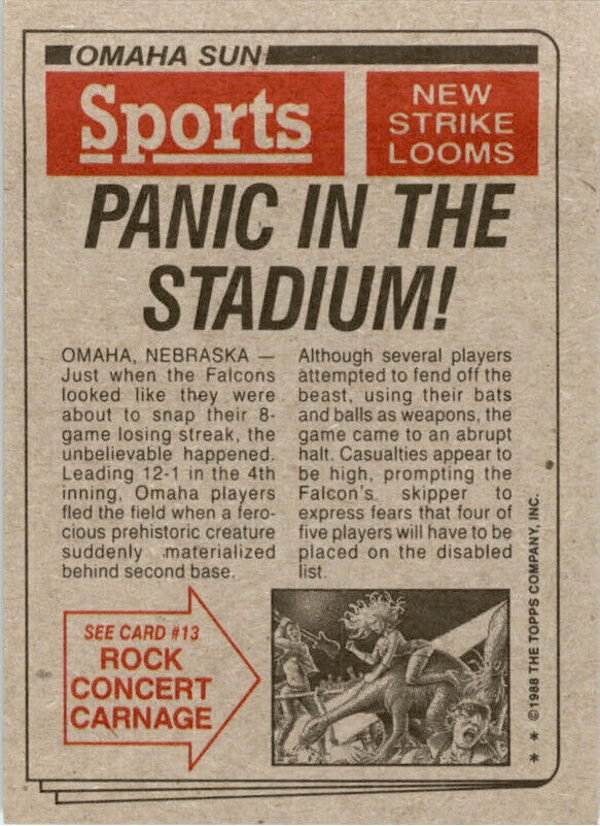 OMAHA SUN
Sports
NEW
STRIKE
LOOMS
PANIC IN THE
STADIUM!
OMAHA, NEBRASKA —
Just when the Falcons
looked like they were
about to snap their 8-
game losing streak, the
unbelievable happened.
Leading 12-1 in the 4th
inning, Omaha players
fled the field when a fero-
cious prehistoric creature
suddenly materialized
behind second base.
Although several players
attempted to fend off the
beast, using their bats
and balls as weapons, the
game came to an abrupt
halt. Casualties appear to
be high, prompting the
Falcon's skipper to
express fears that four of
five players will have to be
placed on the disabled
list.
SEE CARD #13
ROCK
CONCERT
CARNAGE
* * ©1988 THE TOPPS COMPANY, INC.